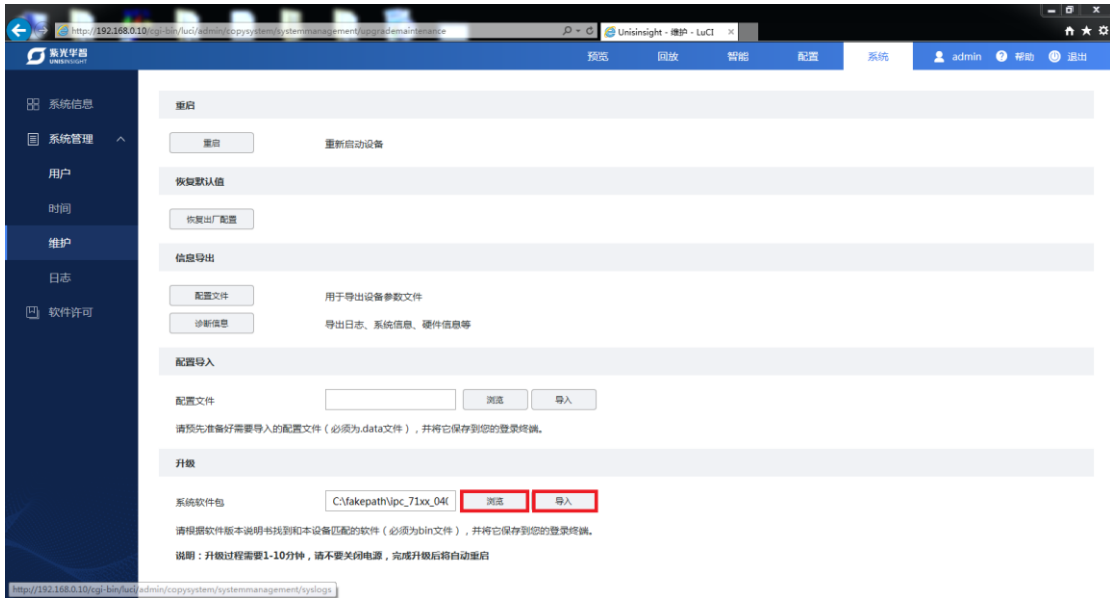 http://192.168.0.10/cgi-bin/luci/admin/copysystem/systemmanagement/upgrademaintenance
Unisinsight - 维护 - LuCI
紫光华智
UNISINSIGHT
预览 回放 智能 配置 系统 admin 帮助 退出
系统信息
系统管理
用户
时间
维护
日志
软件许可
重启
重启 重新启动设备
恢复默认值
恢复出厂配置
信息导出
配置文件 用于导出设备参数文件
诊断信息 导出日志、系统信息、硬件信息等
配置导入
配置文件 浏览 导入
请预先准备好需要导入的配置文件（必须为.data文件），并将它保存到您的登录终端。
升级
系统软件包 C:\fakepath\ipc_71xx_04( 浏览 导入
请根据软件版本说明书找到和本设备匹配的软件（必须为bin文件），并将它保存到您的登录终端。
说明：升级过程需要1-10分钟，请不要关闭电源，完成升级后将自动重启
http://192.168.0.10/cgi-bin/luci/admin/copysystem/systemmanagement/syslogs